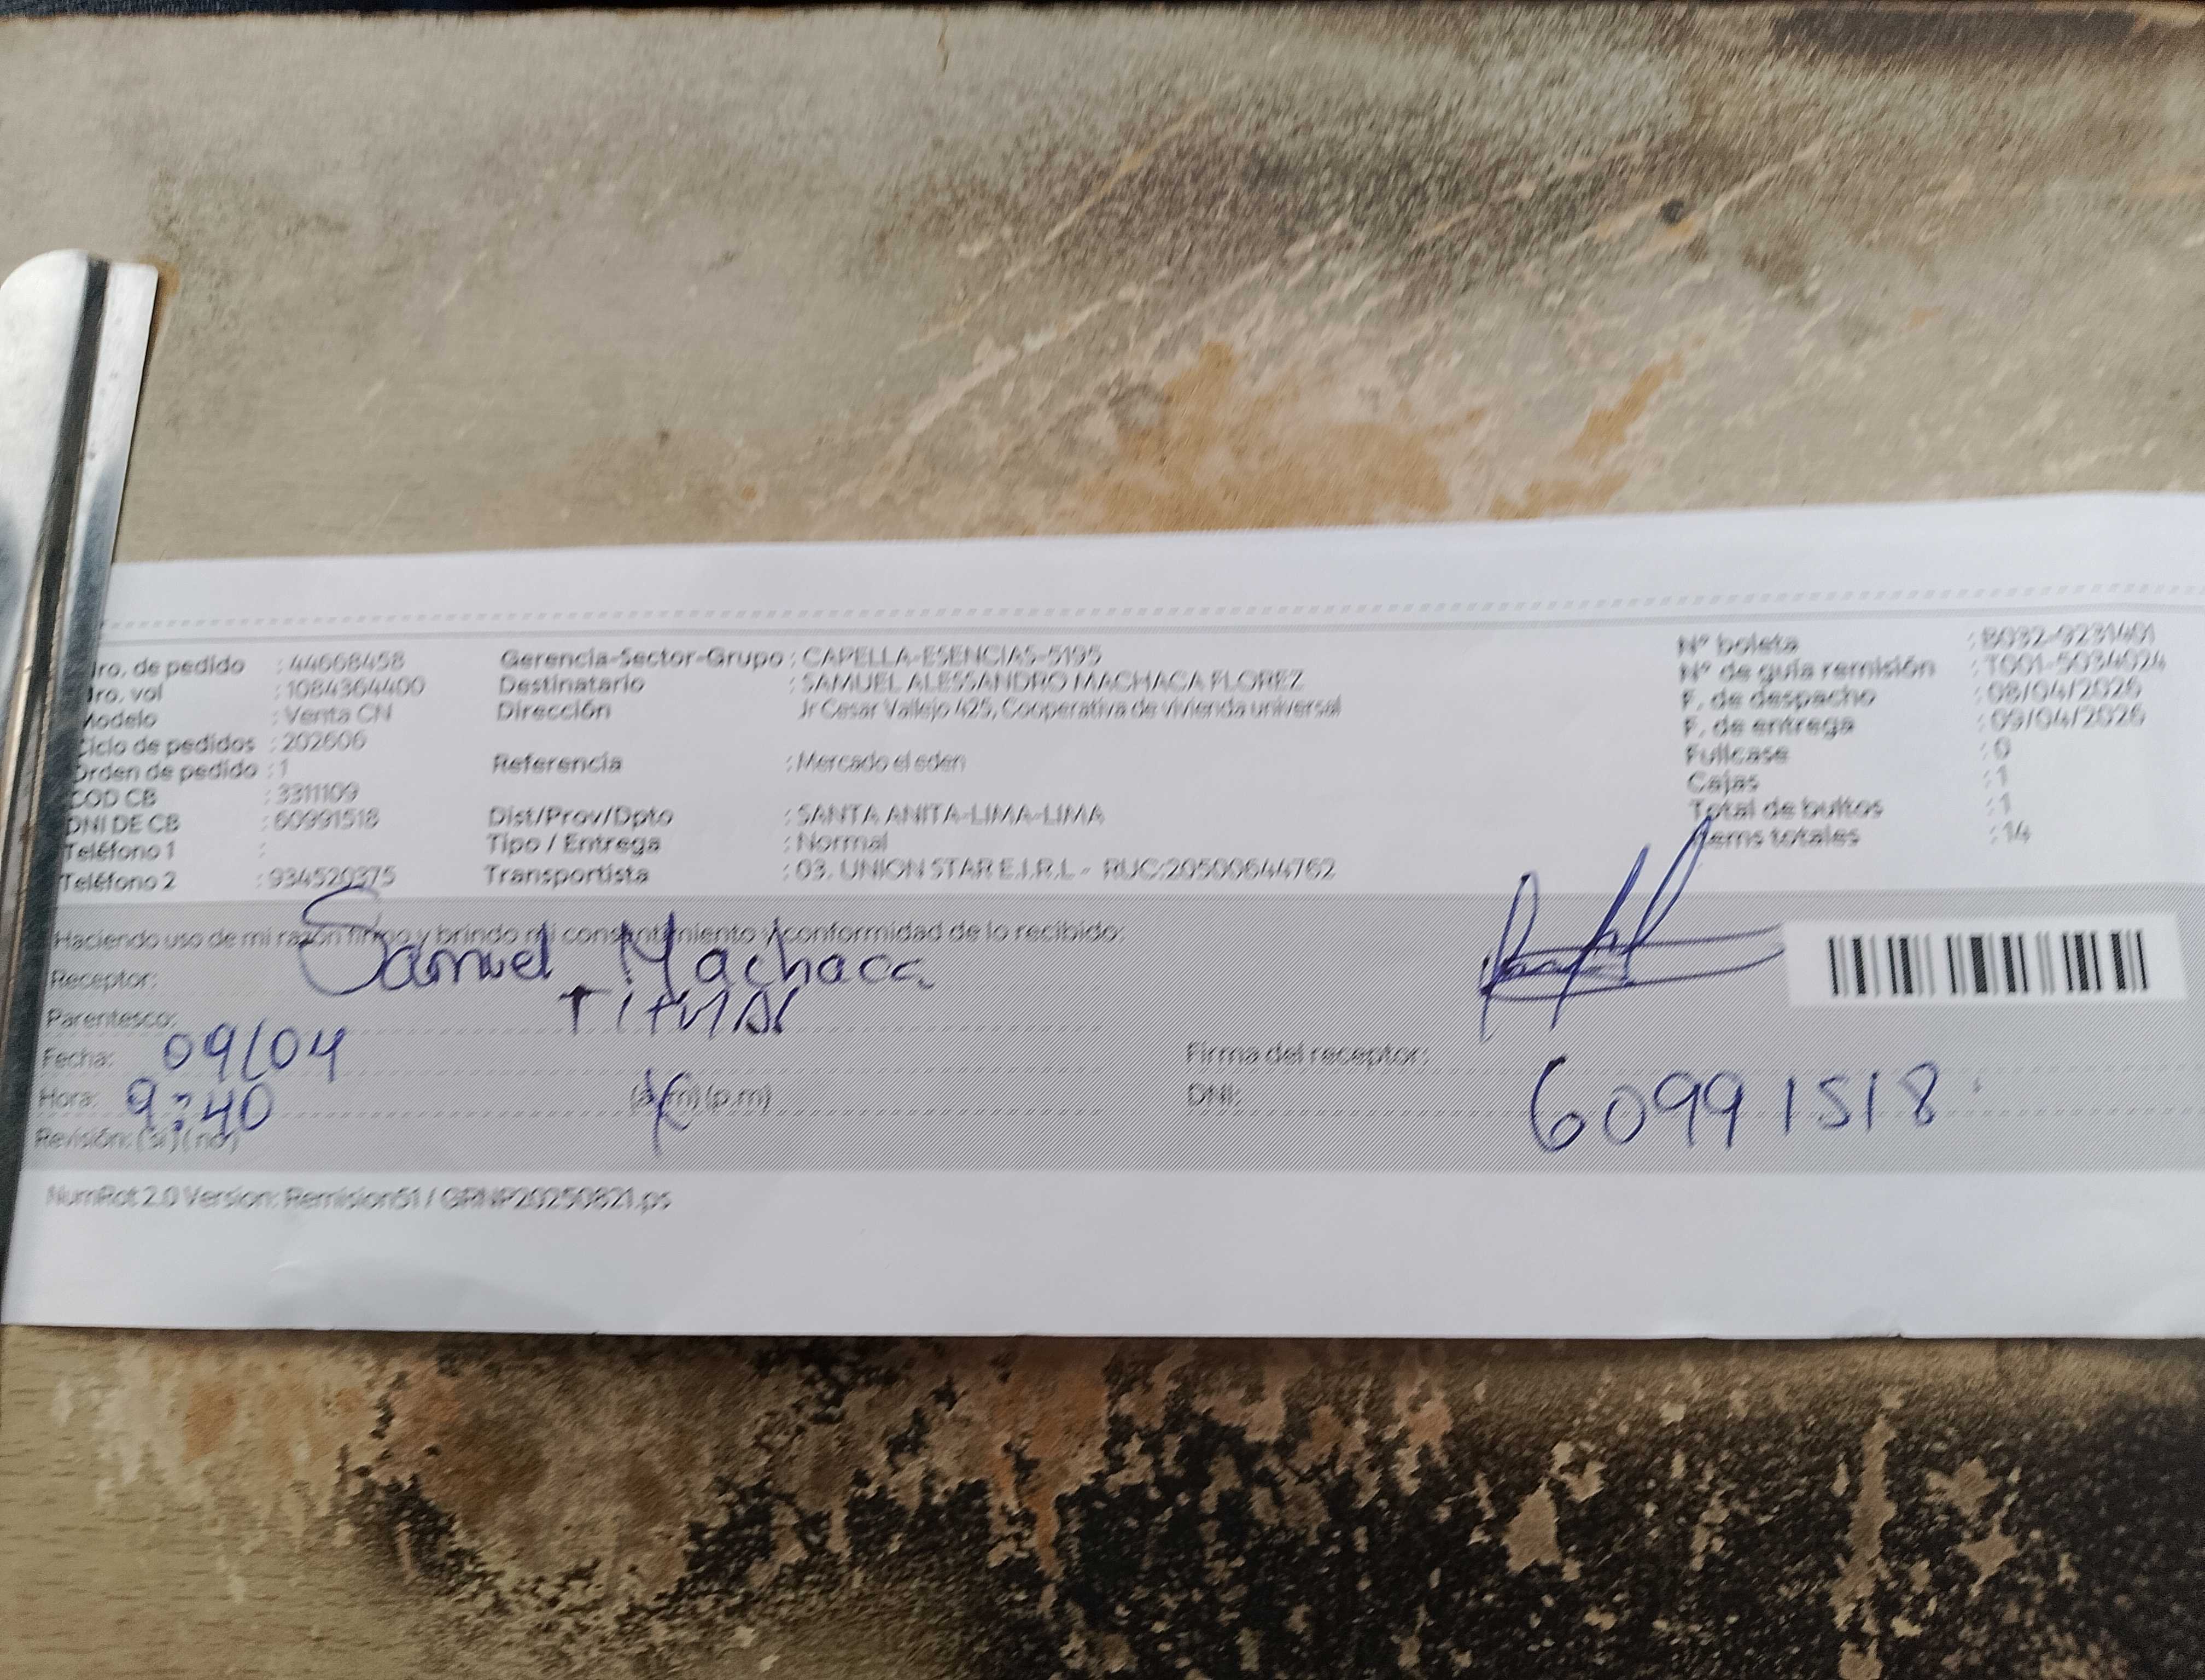 Nro. de pedido : 44668458
Nro. vol : 1084364400
Modelo : Venta CN
Ciclo de pedidos : 202606
Orden de pedido : 1
COD CB : 3311109
DNI DE CB : 60991518
Teléfono 1 :
Teléfono 2 : 934520375
Gerencia-Sector-Grupo : CAPELLA-ESENCIAS-5195
Destinatario : SAMUEL ALESSANDRO MACHACA FLOREZ
Dirección Jr Cesar Vallejo 425, Cooperativa de vivienda universal
Referencia : Mercado el eden
Dist/Prov/Dpto : SANTA ANITA-LIMA-LIMA
Tipo / Entrega : Normal
Transportista : 03. UNION STAR E.I.R.L - RUC:20500644762
N° boleta : B032-9231401
N° de guía remisión : T001-5034024
F. de despacho : 08/04/2026
F. de entrega : 09/04/2026
Fullcase : 0
Cajas : 1
Total de bultos : 1
Items totales : 14
Haciendo uso de mi razón firmo y brindo mi consentimiento y conformidad de lo recibido:
Receptor: Samuel Machaca
Parentesco: Titular
Fecha: 09/04
Hora: 9:40 (a.m) (p.m)
Revisión: (si) (no)
Firma del receptor:
DNI: 60991518
NumRot 2.0 Version: Remision61 / GRNP20250821.ps